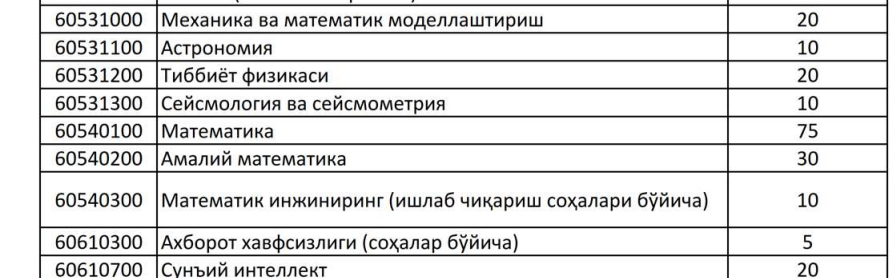 60531000 Механика ва математик моделлаштириш 20
60531100 Астрономия 10
60531200 Тиббиёт физикаси 20
60531300 Сейсмология ва сейсмометрия 10
60540100 Математика 75
60540200 Амалий математика 30
60540300 Математик инжиниринг (ишлаб чиқариш соҳалари бўйича) 10
60610300 Ахборот хавфсизлиги (соҳалар бўйича) 5
60610700 Сунъий интеллект 20